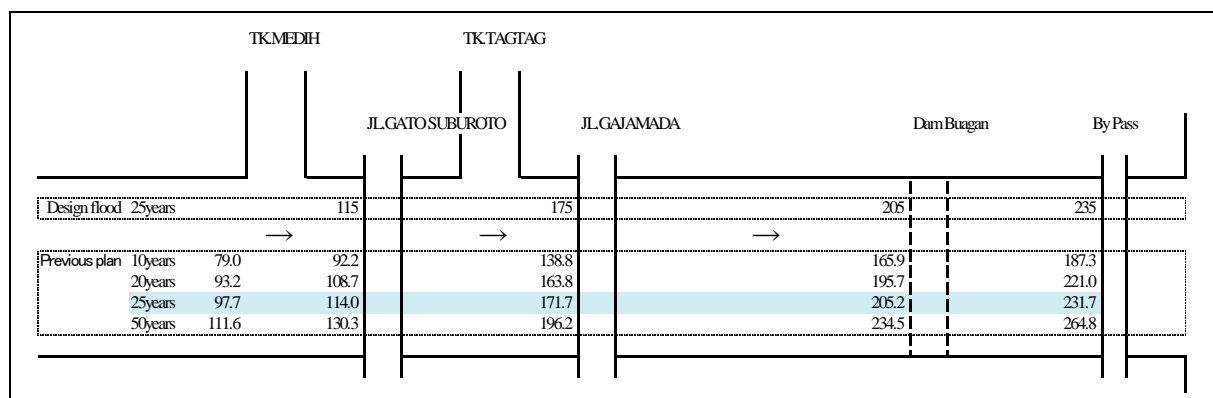 TK.MEDIH TK.TAGTAG
JL.GATO SUBUROTO JL.GAJAMADA Dam Buagan By Pass
Design flood 25years 115 175 205 235
→ → →
Previous plan 10years 79.0 92.2 138.8 165.9 187.3
20years 93.2 108.7 163.8 195.7 221.0
25years 97.7 114.0 171.7 205.2 231.7
50years 111.6 130.3 196.2 234.5 264.8